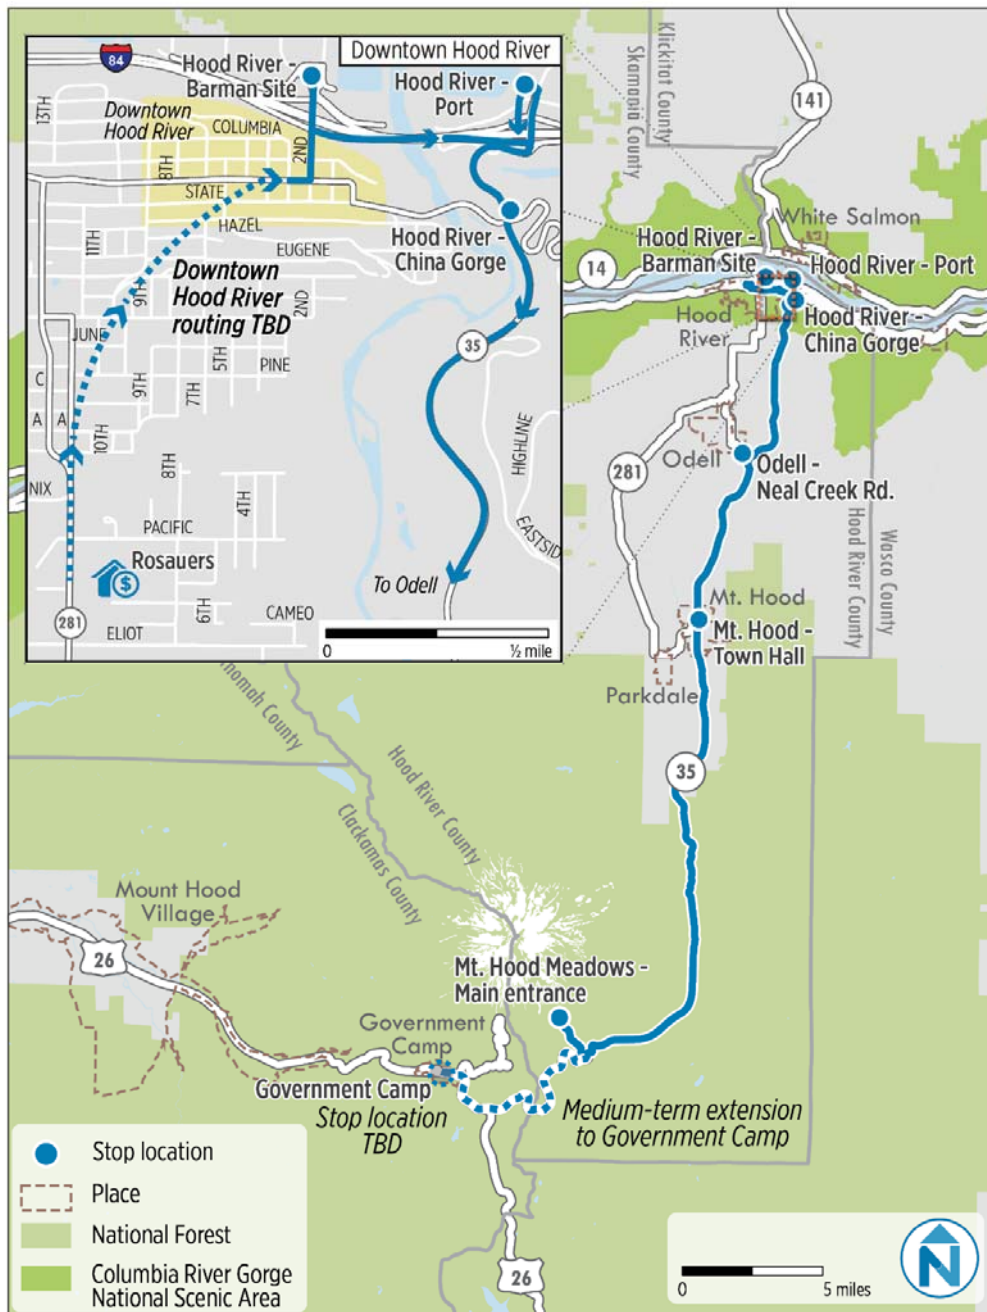 Downtown Hood River
84
Hood River -
Barman Site
Hood River -
Port
13TH
Downtown
Hood River
COLUMBIA
2ND
8TH
STATE
HAZEL
11TH
EUGENE
Hood River -
China Gorge
Downtown
Hood River
routing TBD
9TH
2ND
JUNE
35
5TH
PINE
C
9TH
7TH
A
A
10TH
HIGHLINE
8TH
NIX
4TH
PACIFIC
EASTSID
Rosauers
$
To Odell
6TH
281
CAMEO
ELIOT
0
½ mile
Klickitat County
Skamania County
141
White Salmon
Hood River -
Barman Site
14
Hood River - Port
Hood
River
Hood River -
China Gorge
Odell
281
Odell -
Neal Creek Rd.
Hood River County
Wasco County
Mt. Hood
Mt. Hood -
Town Hall
Parkdale
35
nomah County
Hood River County
Clackamas County
Mount Hood
Village
26
Mt. Hood Meadows -
Main entrance
Government
Camp
Government Camp
Stop location
TBD
Medium-term extension
to Government Camp
26
Stop location
Place
National Forest
Columbia River Gorge
National Scenic Area
0
5 miles
N